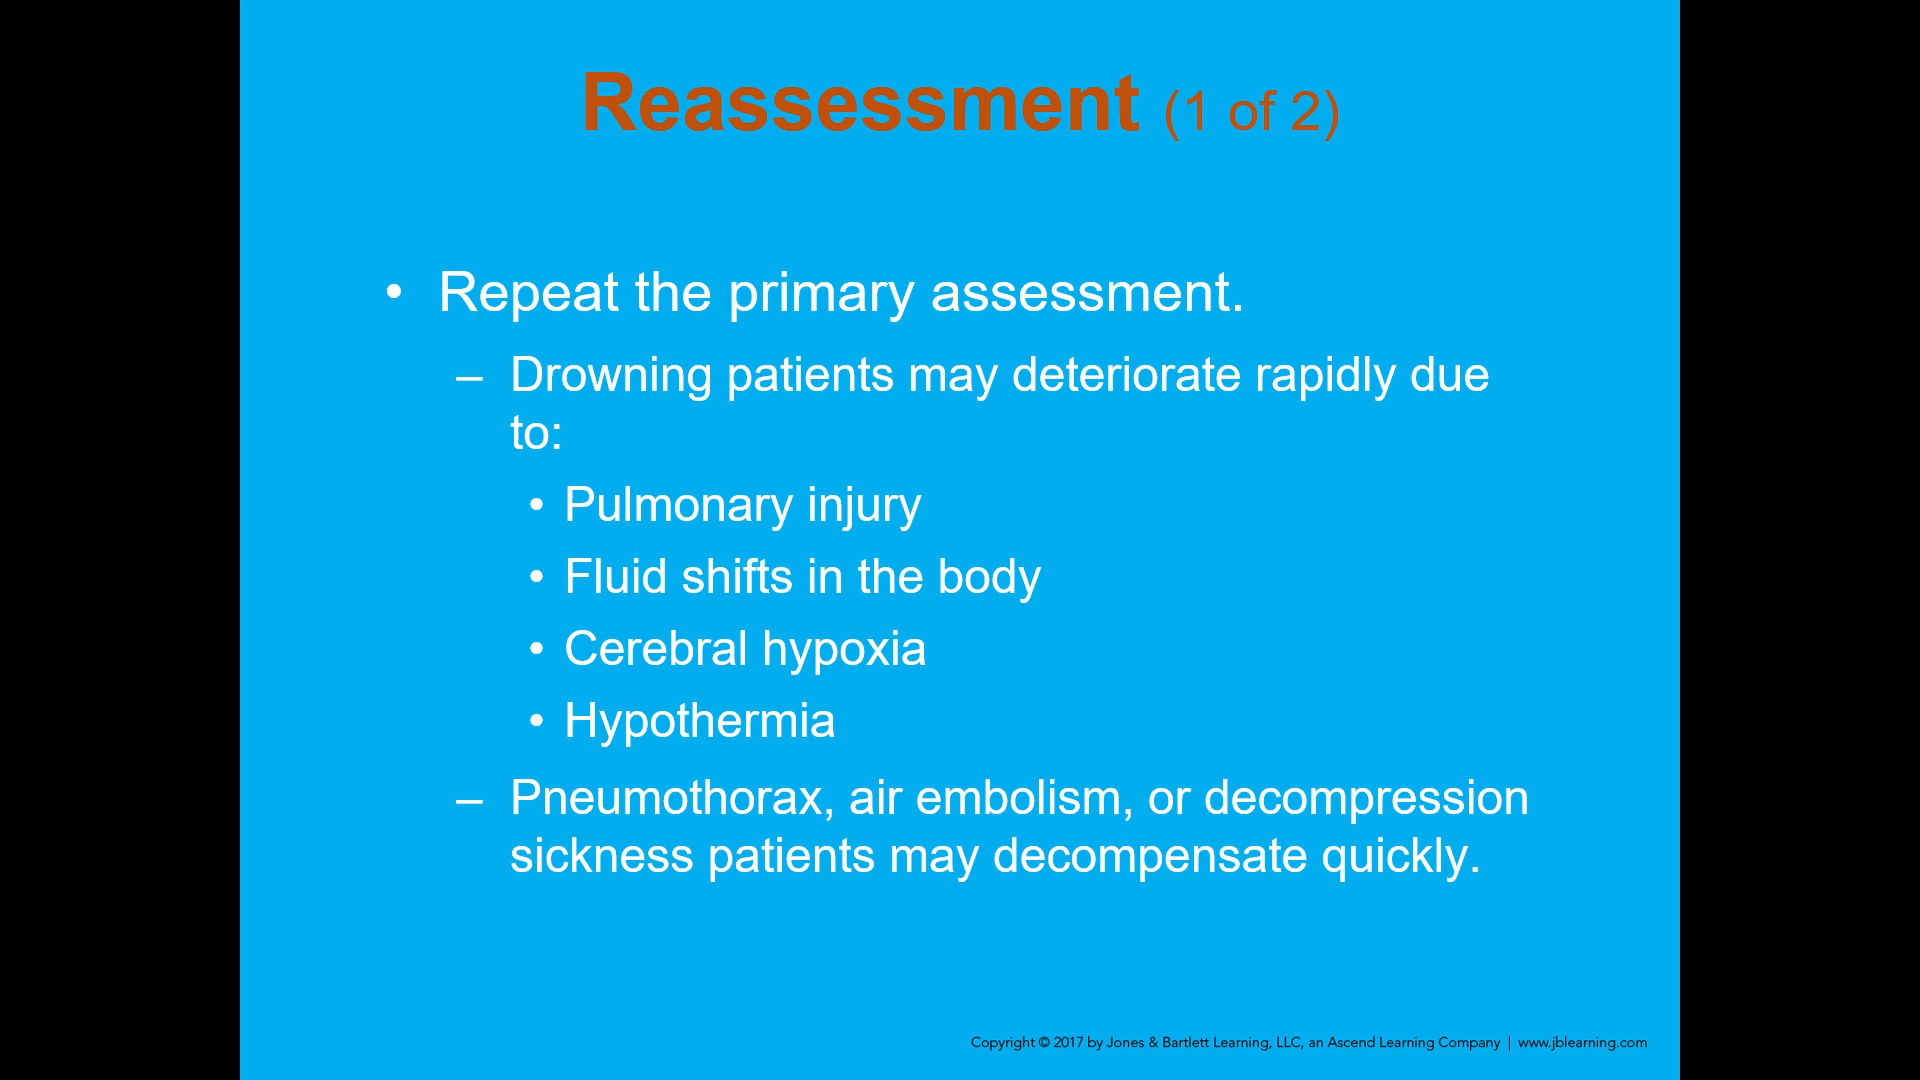 Reassessment (1 of 2)
• Repeat the primary assessment.
– Drowning patients may deteriorate rapidly due
to:
• Pulmonary injury
• Fluid shifts in the body
• Cerebral hypoxia
• Hypothermia
– Pneumothorax, air embolism, or decompression
sickness patients may decompensate quickly.
Copyright © 2017 by Jones & Bartlett Learning, LLC, an Ascend Learning Company | www.jblearning.com